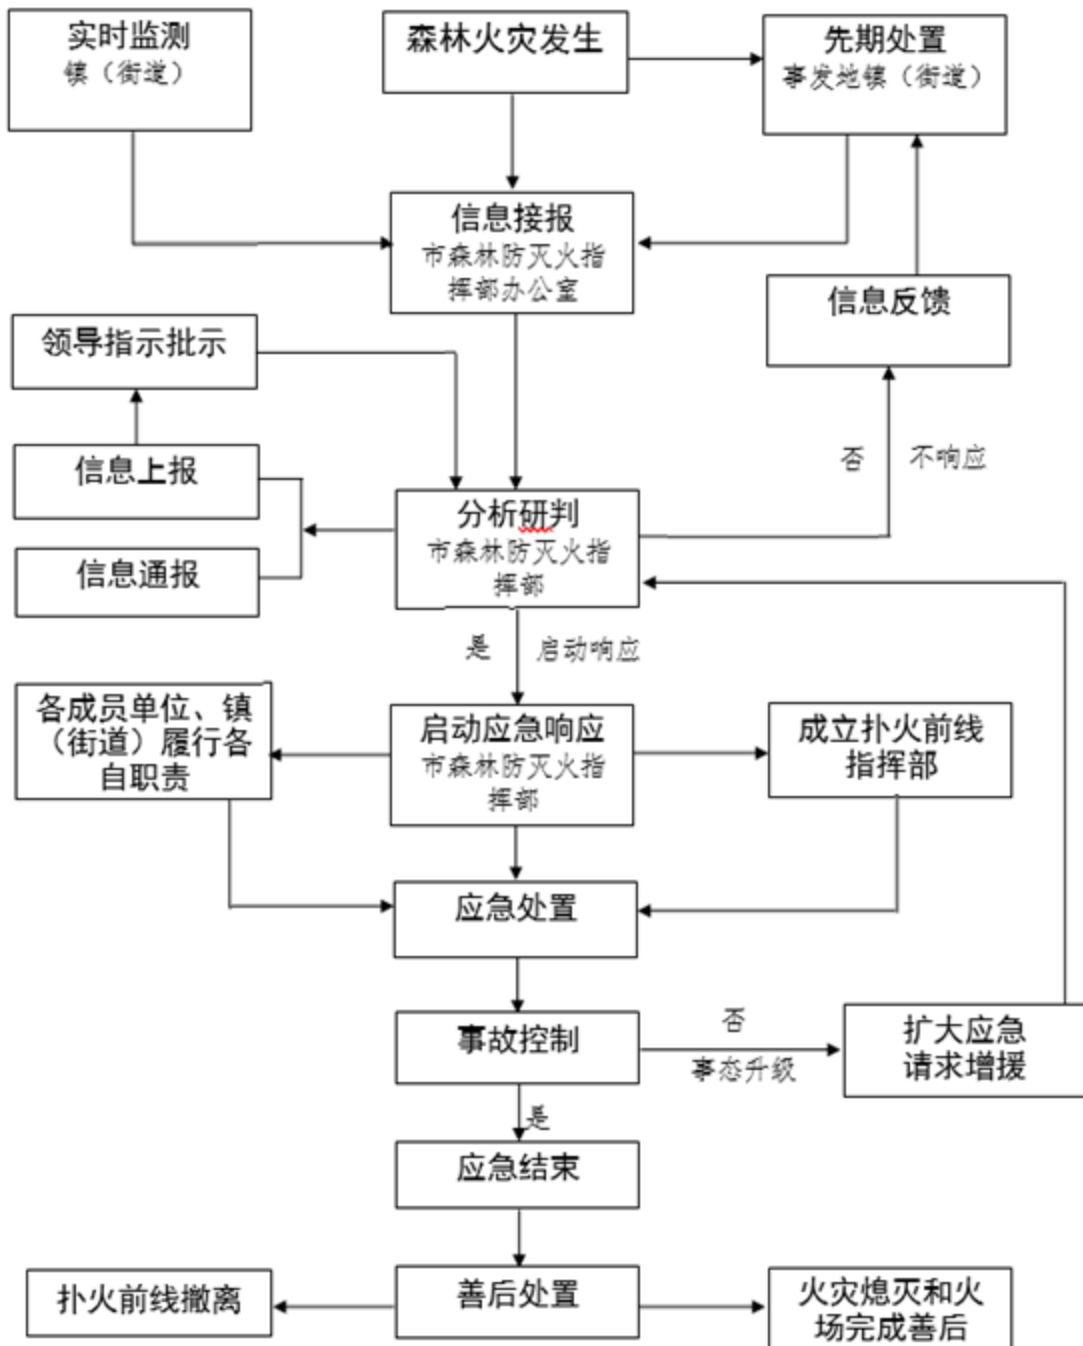 实时监测
镇（街道）
森林火灾发生
先期处置
事发地镇（街道）
信息接报
市森林防灭火指
挥部办公室
信息反馈
领导指示批示
否 不响应
信息上报
分析研判
市森林防灭火指
挥部
信息通报
是 启动响应
各成员单位、镇
（街道）履行各
自职责
启动应急响应
市森林防灭火指
挥部
成立扑火前线
指挥部
应急处置
事故控制
否
事态升级
扩大应急
请求增援
是
应急结束
善后处置
扑火前线撤离
火灾熄灭和火
场完成善后